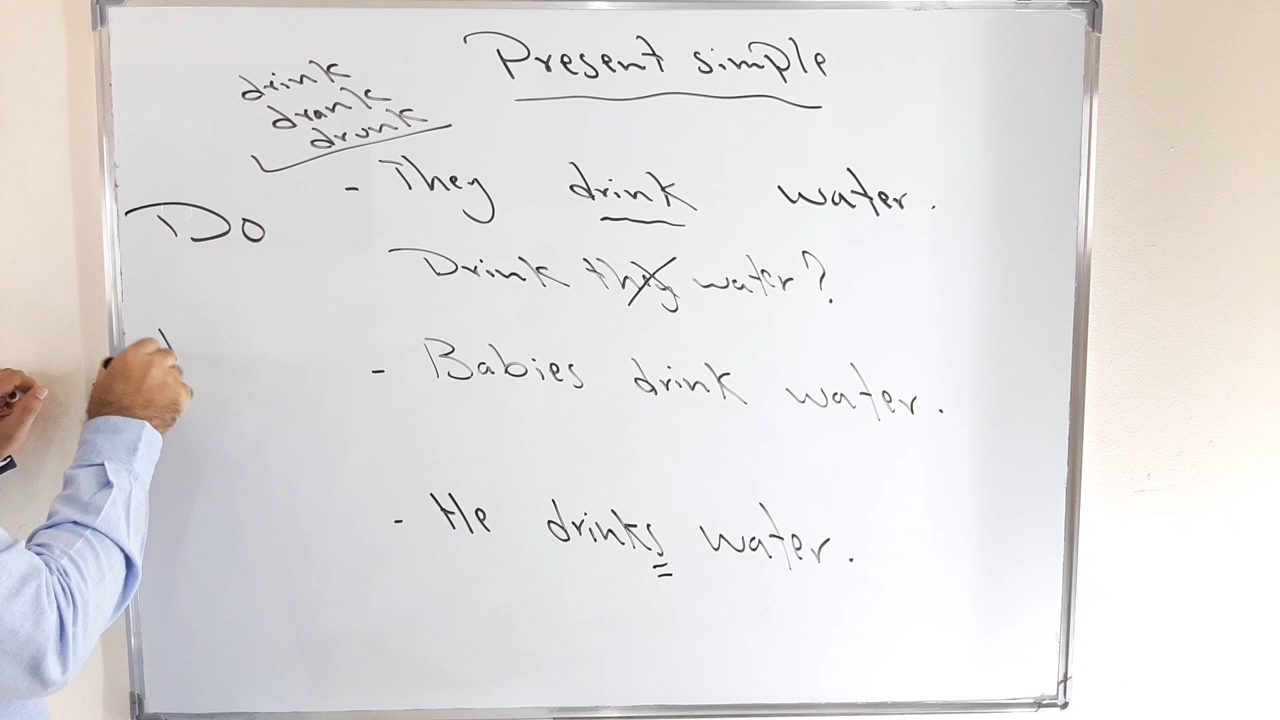 Present simple
drink
drank
drunk
- They drink water.
Do
Drink they water?
- Babies drink water.
- He drinks water.